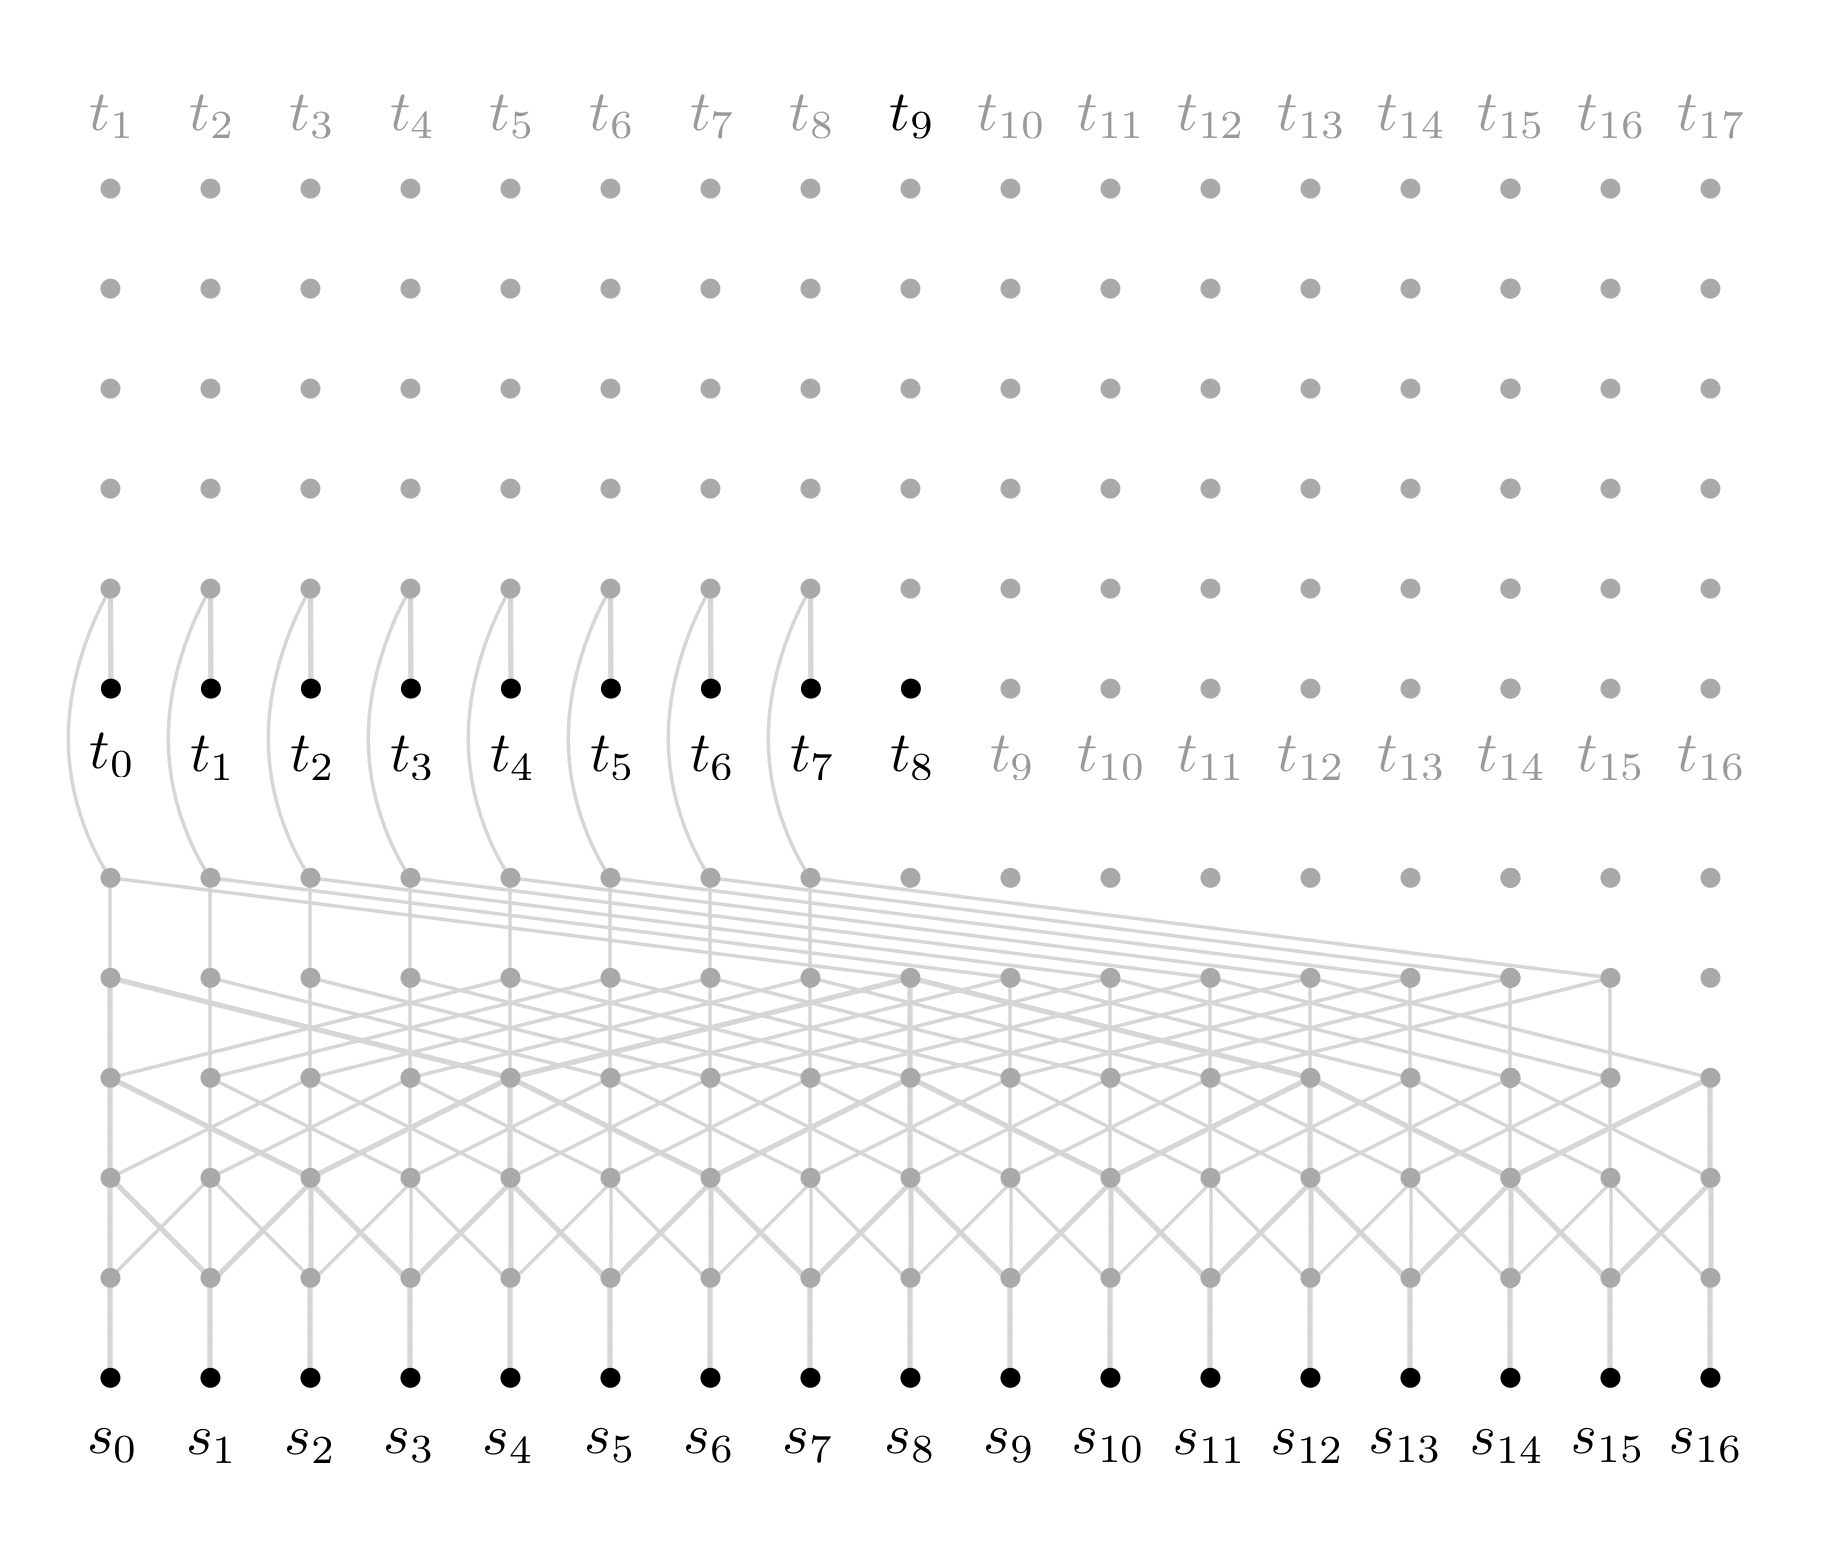 t₁ t₂ t₃ t₄ t₅ t₆ t₇ t₈ t₉ t₁₀ t₁₁ t₁₂ t₁₃ t₁₄ t₁₅ t₁₆ t₁₇
t₀ t₁ t₂ t₃ t₄ t₅ t₆ t₇ t₈ t₉ t₁₀ t₁₁ t₁₂ t₁₃ t₁₄ t₁₅ t₁₆
s₀ s₁ s₂ s₃ s₄ s₅ s₆ s₇ s₈ s₉ s₁₀ s₁₁ s₁₂ s₁₃ s₁₄ s₁₅ s₁₆